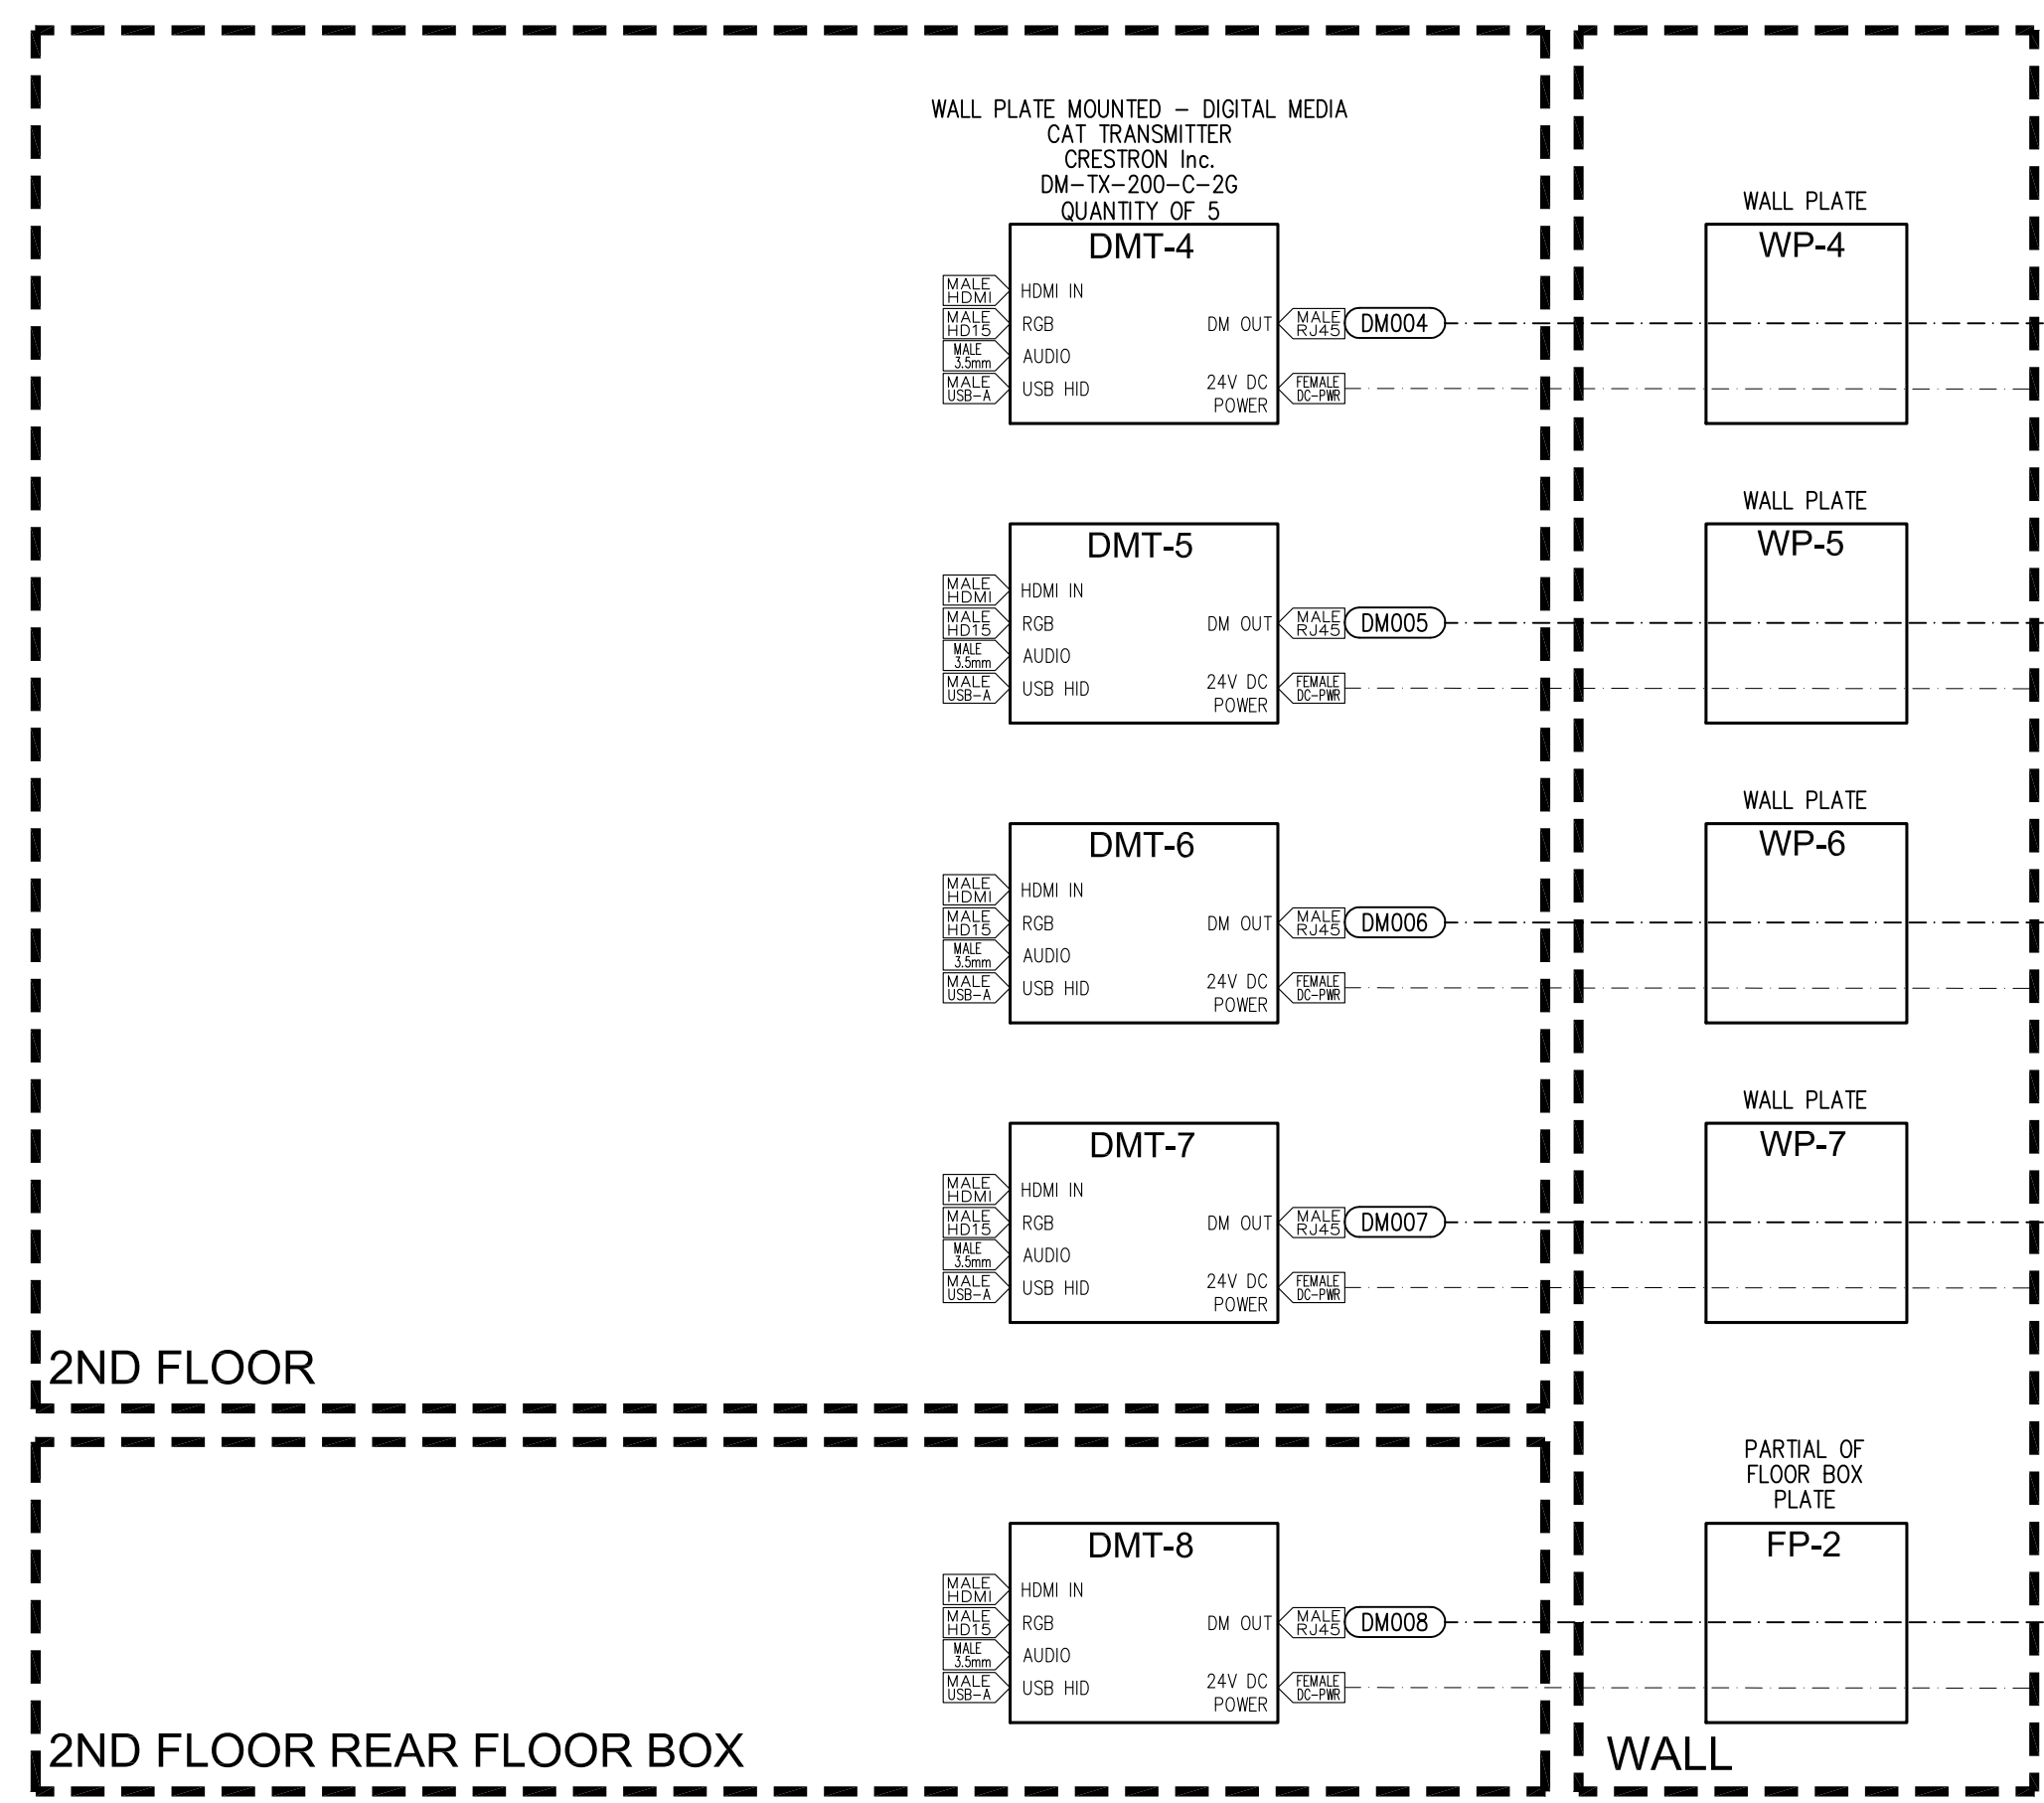 WALL PLATE MOUNTED - DIGITAL MEDIA
CAT TRANSMITTER
CRESTRON Inc.
DM-TX-200-C-2G
QUANTITY OF 5
DMT-4
MALE
HDMI
HDMI IN
MALE
HD15
RGB
MALE
3.5mm
AUDIO
MALE
USB-A
USB HID
DM OUT
MALE
RJ45
DM004
24V DC
POWER
FEMALE
DC-PWR
WALL PLATE
WP-4
DMT-5
MALE
HDMI
HDMI IN
MALE
HD15
RGB
MALE
3.5mm
AUDIO
MALE
USB-A
USB HID
DM OUT
MALE
RJ45
DM005
24V DC
POWER
FEMALE
DC-PWR
WALL PLATE
WP-5
DMT-6
MALE
HDMI
HDMI IN
MALE
HD15
RGB
MALE
3.5mm
AUDIO
MALE
USB-A
USB HID
DM OUT
MALE
RJ45
DM006
24V DC
POWER
FEMALE
DC-PWR
WALL PLATE
WP-6
DMT-7
MALE
HDMI
HDMI IN
MALE
HD15
RGB
MALE
3.5mm
AUDIO
MALE
USB-A
USB HID
DM OUT
MALE
RJ45
DM007
24V DC
POWER
FEMALE
DC-PWR
WALL PLATE
WP-7
2ND FLOOR
DMT-8
MALE
HDMI
HDMI IN
MALE
HD15
RGB
MALE
3.5mm
AUDIO
MALE
USB-A
USB HID
DM OUT
MALE
RJ45
DM008
24V DC
POWER
FEMALE
DC-PWR
PARTIAL OF
FLOOR BOX
PLATE
FP-2
2ND FLOOR REAR FLOOR BOX
WALL